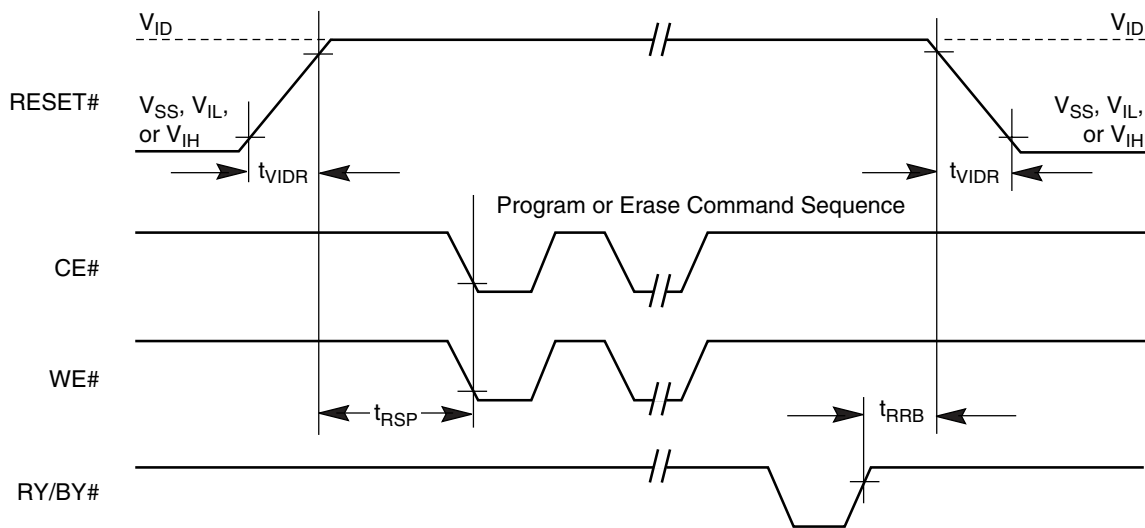 V_ID V_ID
RESET#
V_SS, V_IL,
or V_IH
V_SS, V_IL,
or V_IH
t_VIDR t_VIDR
Program or Erase Command Sequence
CE#
WE#
t_RSP t_RRB
RY/BY#